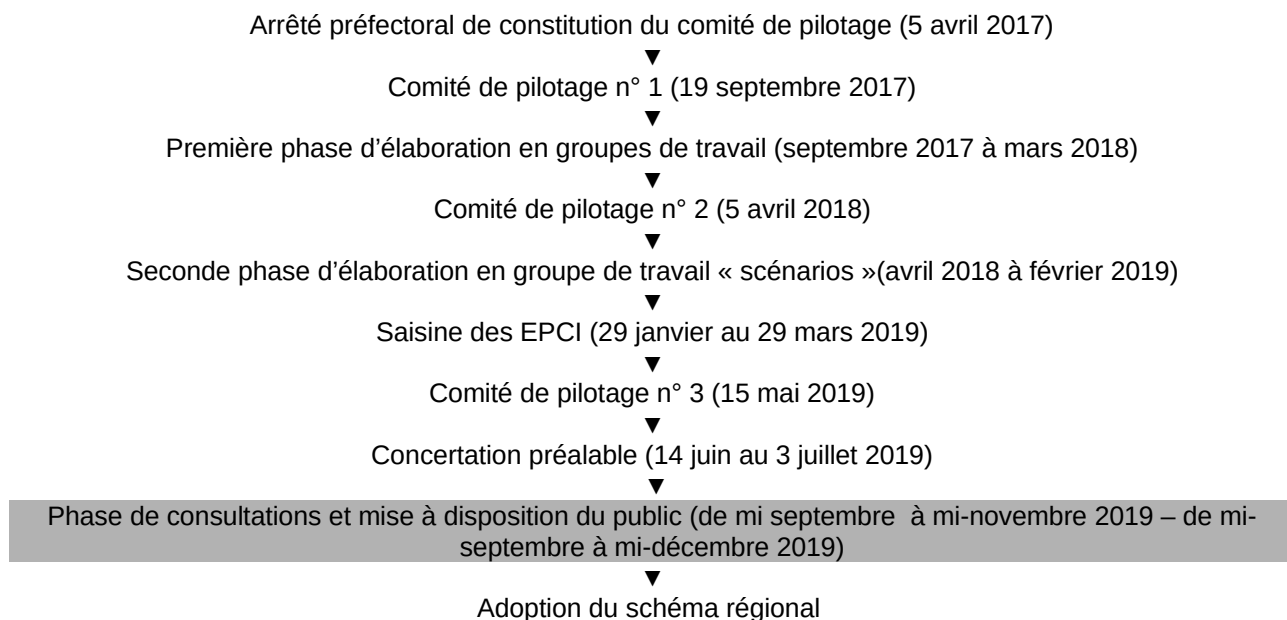 Arrêté préfectoral de constitution du comité de pilotage (5 avril 2017)
▼
Comité de pilotage n° 1 (19 septembre 2017)
▼
Première phase d’élaboration en groupes de travail (septembre 2017 à mars 2018)
▼
Comité de pilotage n° 2 (5 avril 2018)
▼
Seconde phase d’élaboration en groupe de travail « scénarios »(avril 2018 à février 2019)
▼
Saisine des EPCI (29 janvier au 29 mars 2019)
▼
Comité de pilotage n° 3 (15 mai 2019)
▼
Concertation préalable (14 juin au 3 juillet 2019)
▼
Phase de consultations et mise à disposition du public (de mi septembre  à mi-novembre 2019 – de mi-
septembre à mi-décembre 2019)
▼
Adoption du schéma régional